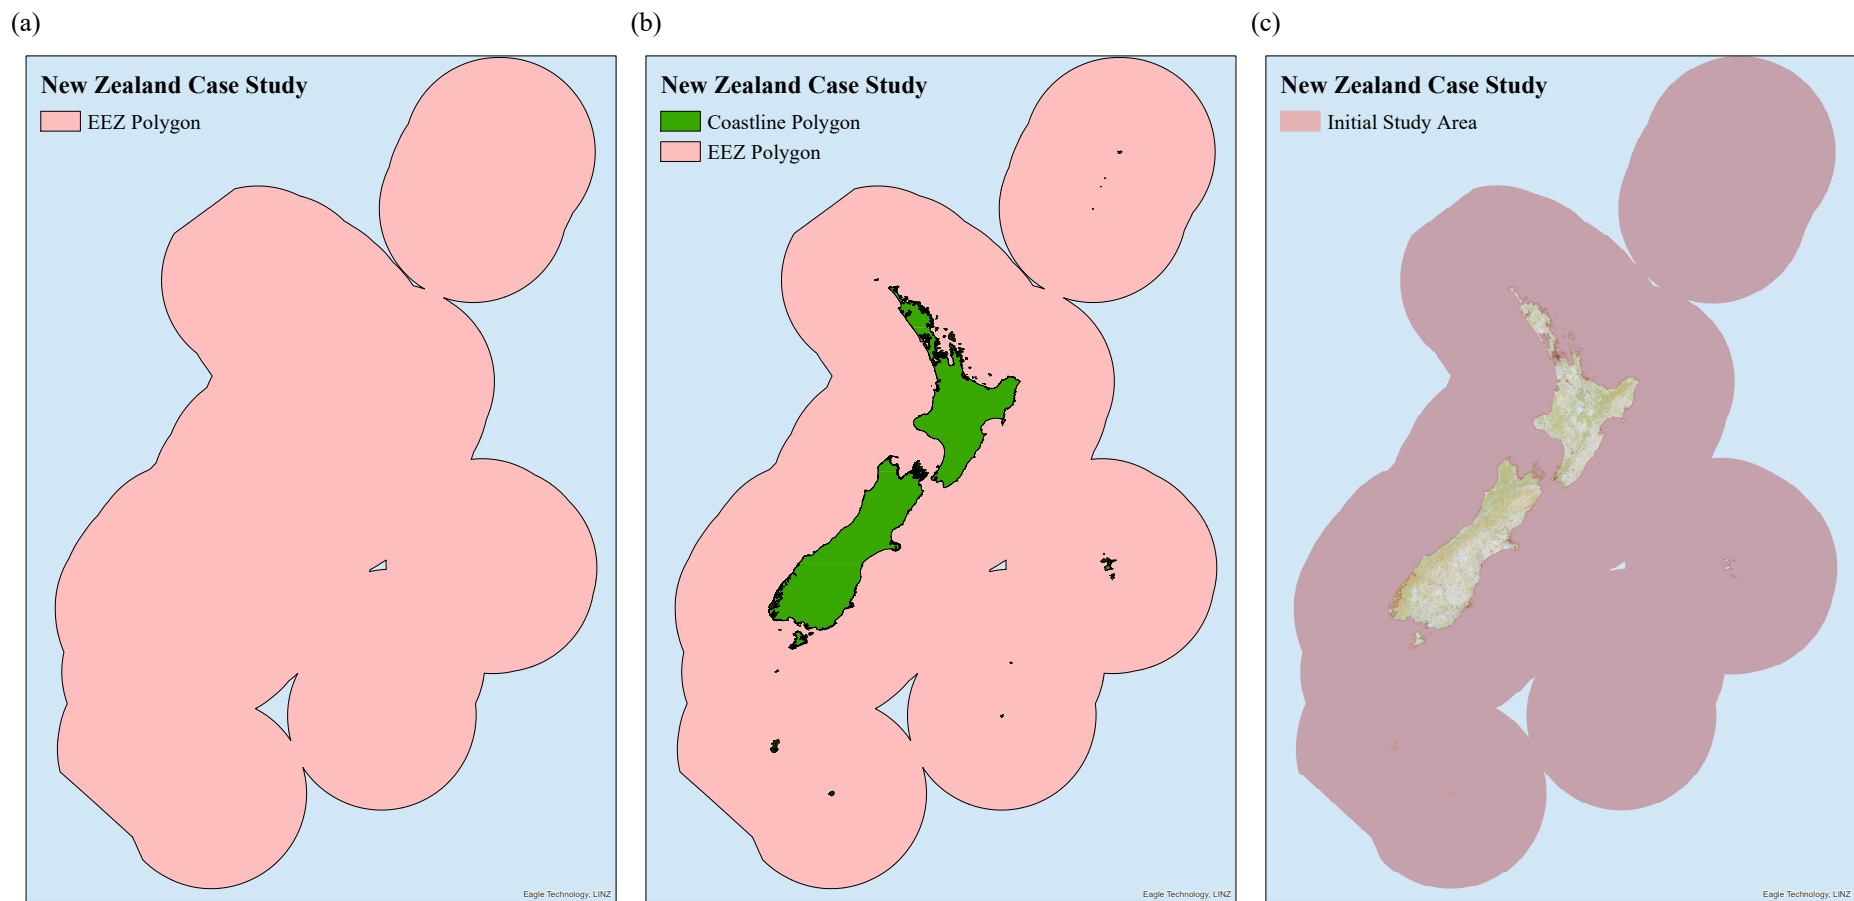 (a)
New Zealand Case Study
EEZ Polygon
Eagle Technology, LINZ
(b)
New Zealand Case Study
Coastline Polygon
EEZ Polygon
Eagle Technology, LINZ
(c)
New Zealand Case Study
Initial Study Area
Eagle Technology, LINZ